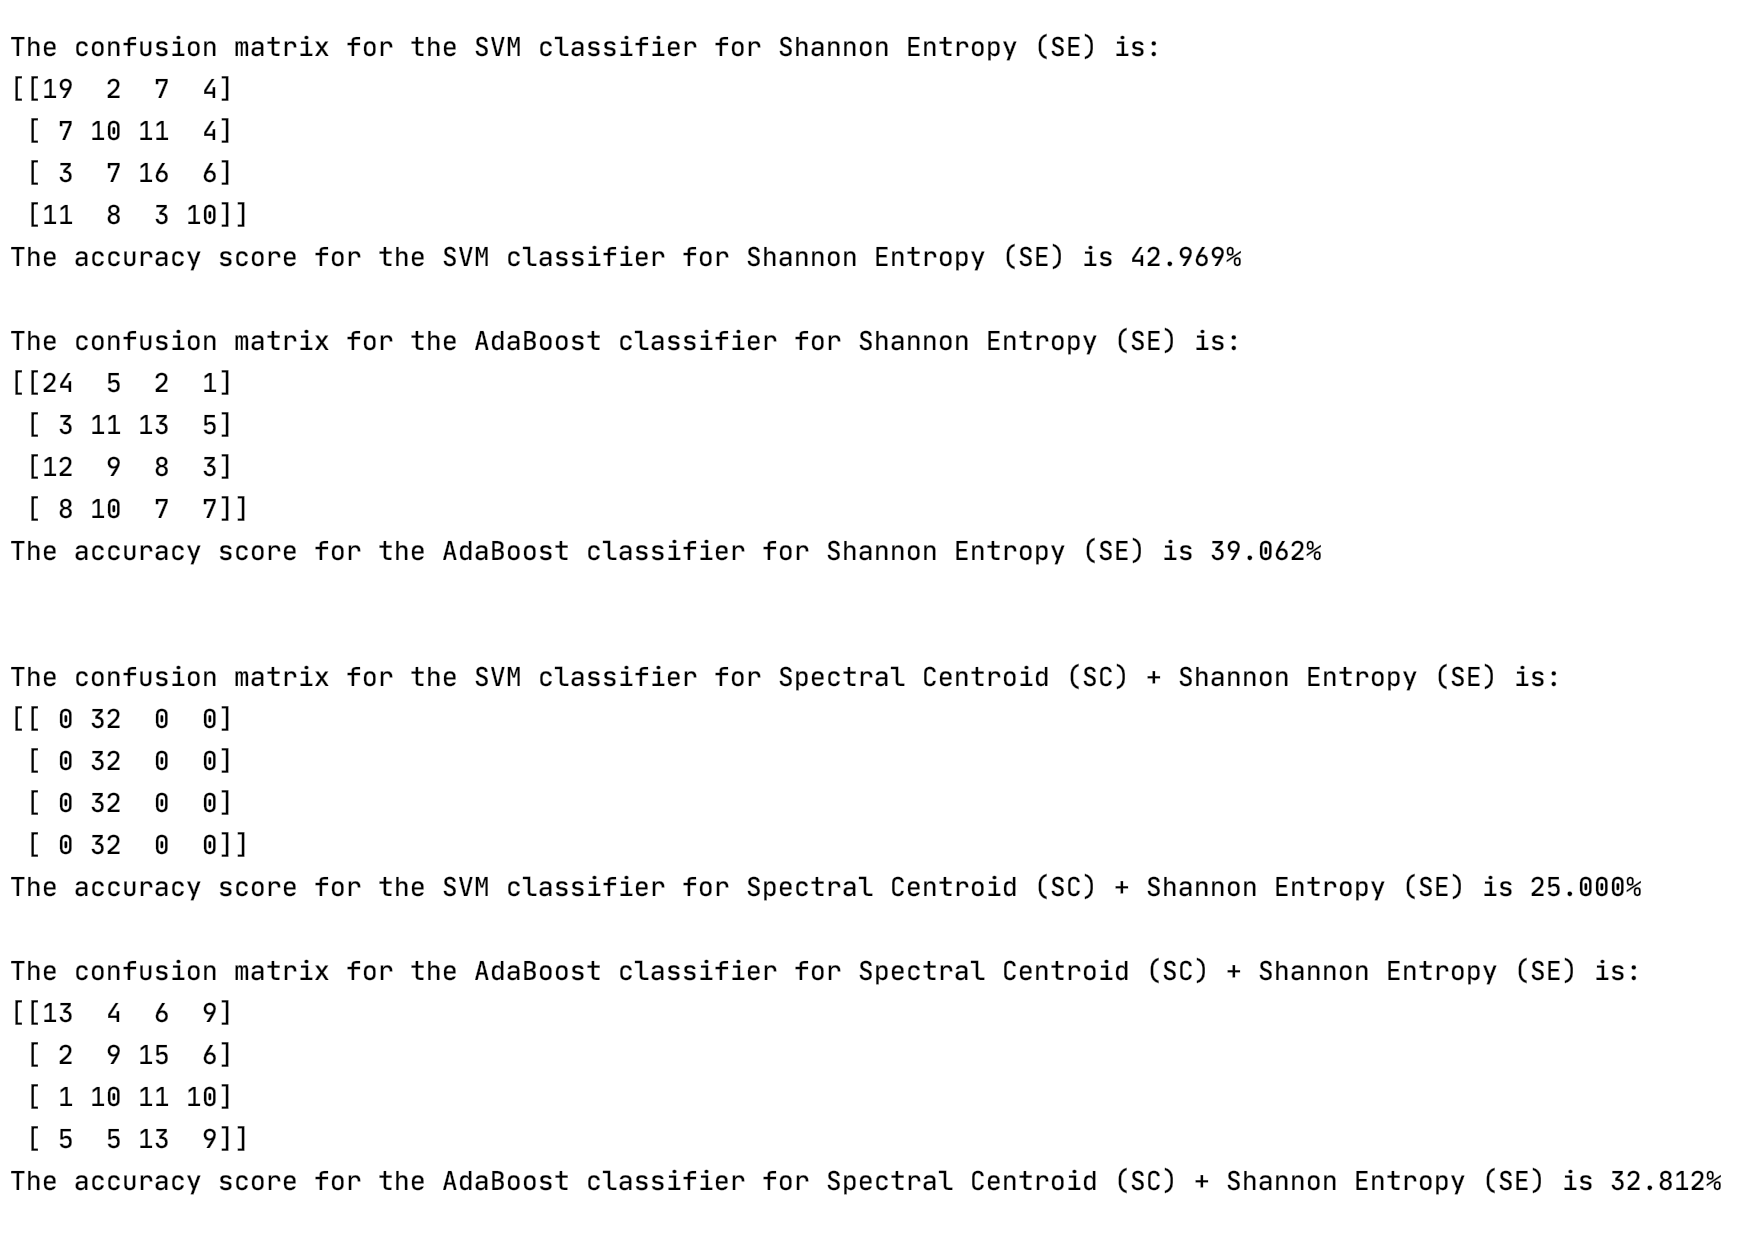 The confusion matrix for the SVM classifier for Shannon Entropy (SE) is:
[[19  2  7  4]
 [ 7 10 11  4]
 [ 3  7 16  6]
 [11  8  3 10]]
The accuracy score for the SVM classifier for Shannon Entropy (SE) is 42.969%
The confusion matrix for the AdaBoost classifier for Shannon Entropy (SE) is:
[[24  5  2  1]
 [ 3 11 13  5]
 [12  9  8  3]
 [ 8 10  7  7]]
The accuracy score for the AdaBoost classifier for Shannon Entropy (SE) is 39.062%
The confusion matrix for the SVM classifier for Spectral Centroid (SC) + Shannon Entropy (SE) is:
[[ 0 32  0  0]
 [ 0 32  0  0]
 [ 0 32  0  0]
 [ 0 32  0  0]]
The accuracy score for the SVM classifier for Spectral Centroid (SC) + Shannon Entropy (SE) is 25.000%
The confusion matrix for the AdaBoost classifier for Spectral Centroid (SC) + Shannon Entropy (SE) is:
[[13  4  6  9]
 [ 2  9 15  6]
 [ 1 10 11 10]
 [ 5  5 13  9]]
The accuracy score for the AdaBoost classifier for Spectral Centroid (SC) + Shannon Entropy (SE) is 32.812%